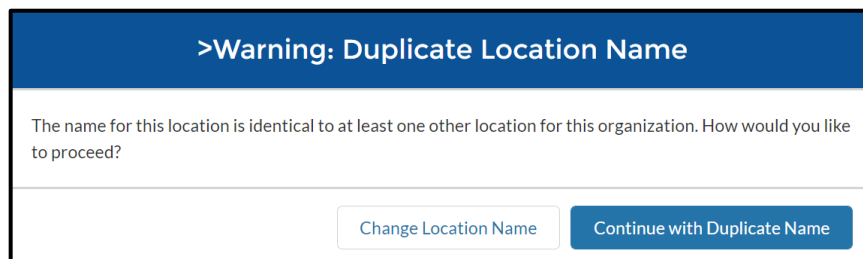 >Warning: Duplicate Location Name
The name for this location is identical to at least one other location for this organization. How would you like
to proceed?
Change Location Name
Continue with Duplicate Name